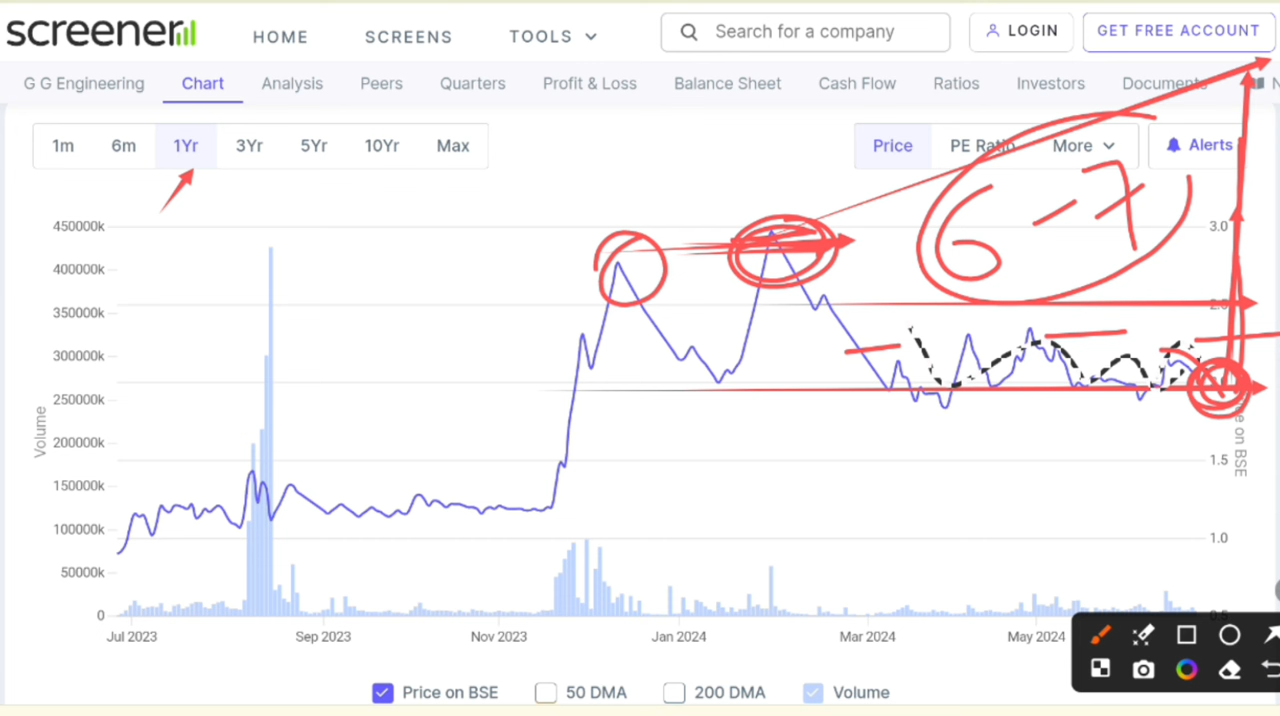 screener
HOME SCREENS TOOLS
Search for a company
LOGIN
GET FREE ACCOUNT
G G Engineering Chart Analysis Peers Quarters Profit & Loss Balance Sheet Cash Flow Ratios Investors Documents N
1m 6m 1Yr 3Yr 5Yr 10Yr Max
Price PE Ratio More
Alerts
6-7
450000k
400000k
350000k
300000k
250000k
200000k
150000k
100000k
50000k
0
Volume
3.0
1.5
1.0
0.5
on BSE
Jul 2023 Sep 2023 Nov 2023 Jan 2024 Mar 2024 May 2024
Price on BSE 50 DMA 200 DMA Volume